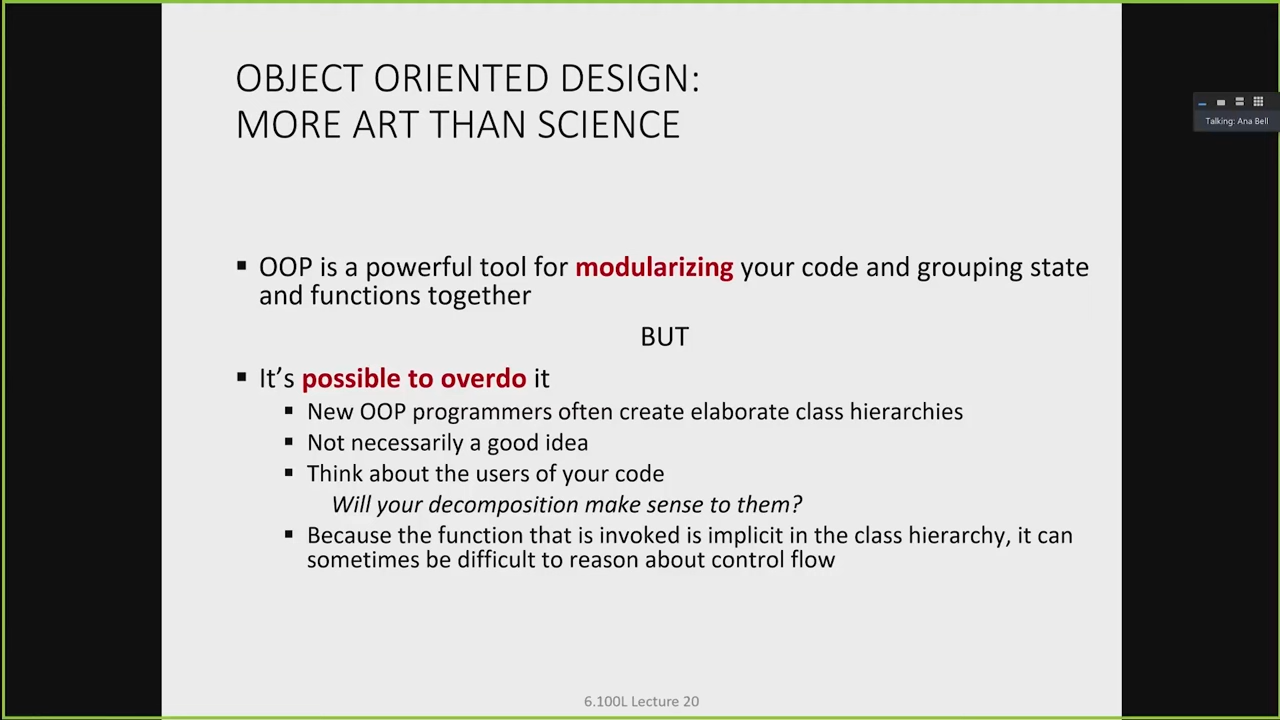 OBJECT ORIENTED DESIGN:
MORE ART THAN SCIENCE
Talking: Ana Bell
▪ OOP is a powerful tool for modularizing your code and grouping state
and functions together
BUT
▪ It's possible to overdo it
▪ New OOP programmers often create elaborate class hierarchies
▪ Not necessarily a good idea
▪ Think about the users of your code
Will your decomposition make sense to them?
▪ Because the function that is invoked is implicit in the class hierarchy, it can
sometimes be difficult to reason about control flow
6.100L Lecture 20